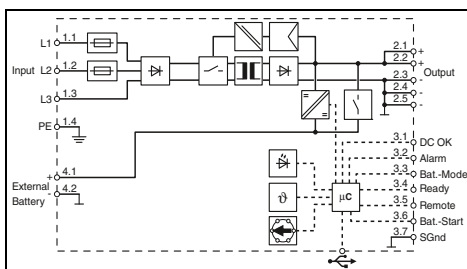 L1 1.1
Input L2 1.2
L3 1.3
PE 1.4
+ 4.1
External
Battery - 4.2
2.1 +
2.2 +
2.3 - Output
2.4 -
2.5 -
3.1 DC OK
3.2 Alarm
3.3 Bat.-Mode
3.4 Ready
3.5 Remote
3.6 Bat.-Start
3.7 SGnd
= =
ϑ
µC